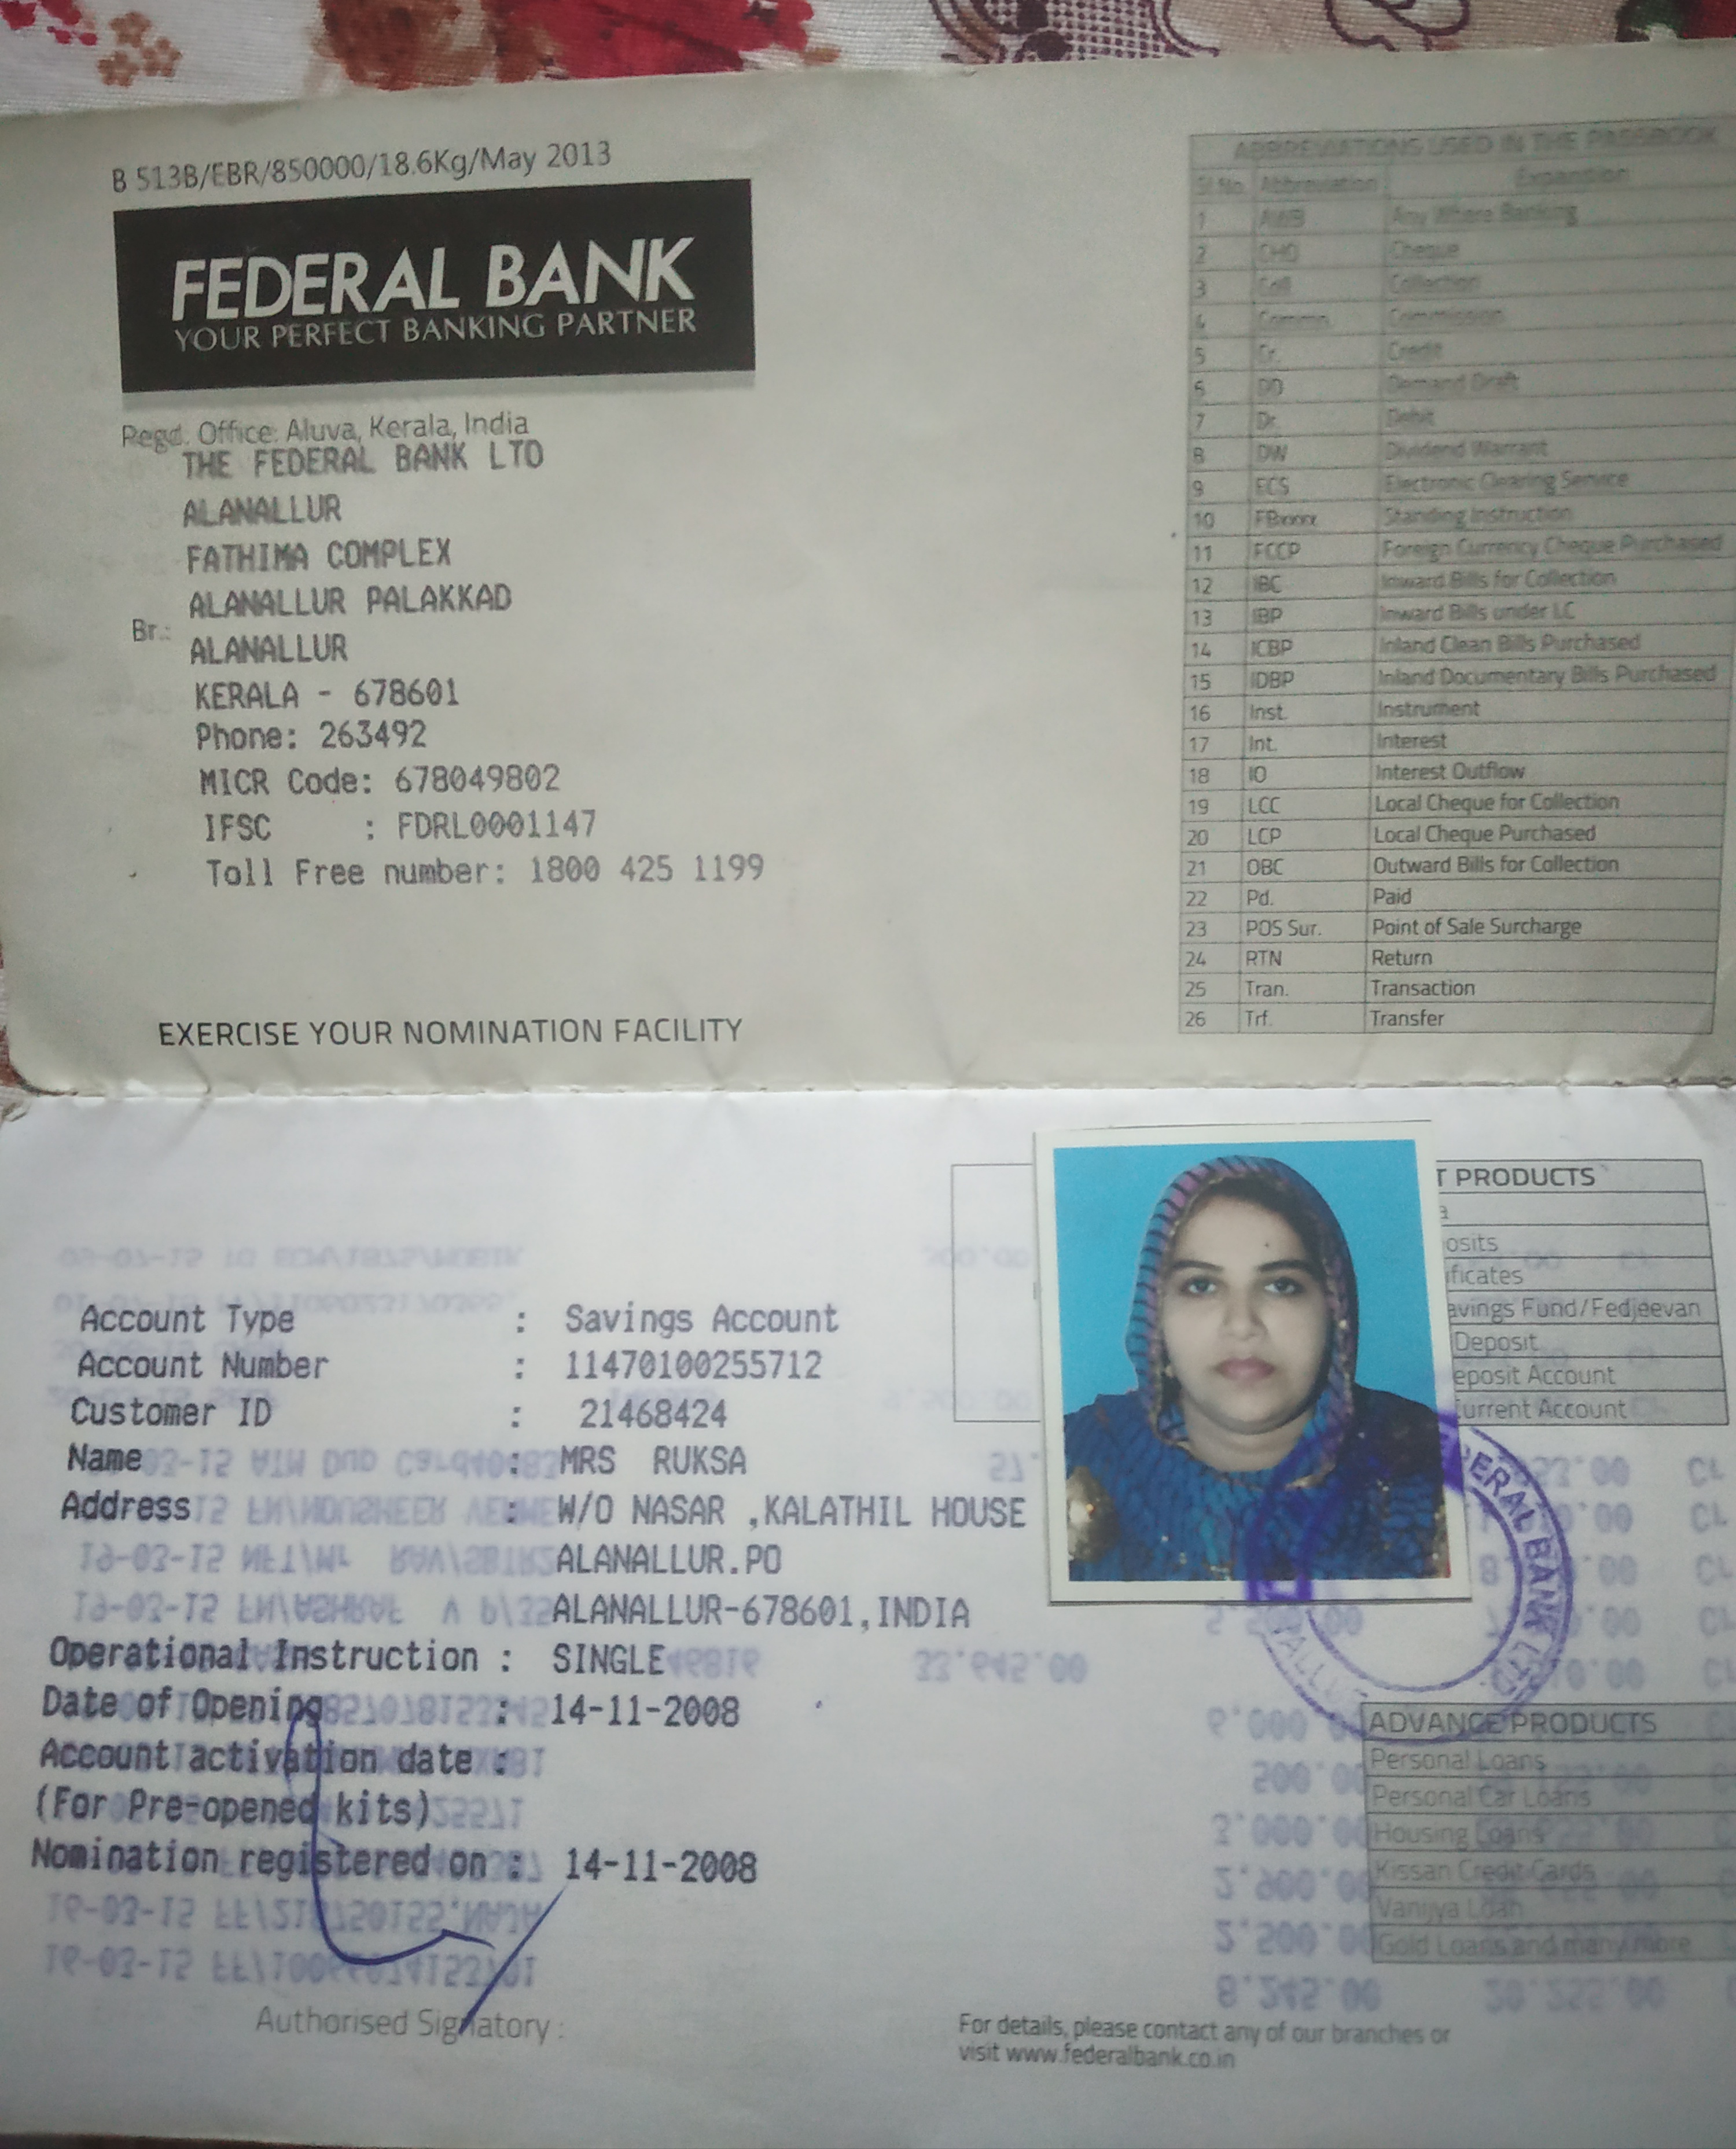 B 513B/EBR/850000/18.6Kg/May 2013
FEDERAL BANK
YOUR PERFECT BANKING PARTNER
Regd. Office: Aluva, Kerala, India
THE FEDERAL BANK LTD
ALANALLUR
FATHIMA COMPLEX
ALANALLUR PALAKKAD
Br.: ALANALLUR
KERALA - 678601
Phone: 263492
MICR Code: 678049802
IFSC : FDRL0001147
Toll Free number: 1800 425 1199
EXERCISE YOUR NOMINATION FACILITY
ABBREVIATIONS USED IN THE PASSBOOK
Sl No. Abbreviation Expansion
1 AWB Any Where Banking
2 CHQ Cheque
3 Coll Collection
4 Commn. Commission
5 Cr. Credit
6 DD Demand Draft
7 Dr. Debit
8 DW Dividend Warrant
9 ECS Electronic Clearing Service
10 FBxxxx Standing Instruction
11 FCCP Foreign Currency Cheque Purchased
12 IBC Inward Bills for Collection
13 IBP Inward Bills under LC
14 ICBP Inland Clean Bills Purchased
15 IDBP Inland Documentary Bills Purchased
16 Inst. Instrument
17 Int. Interest
18 IO Interest Outflow
19 LCC Local Cheque for Collection
20 LCP Local Cheque Purchased
21 OBC Outward Bills for Collection
22 Pd. Paid
23 POS Sur. Point of Sale Surcharge
24 RTN Return
25 Tran. Transaction
26 Trf. Transfer
Account Type : Savings Account
Account Number : 11470100255712
Customer ID : 21468424
Name : MRS RUKSA
Address : W/O NASAR ,KALATHIL HOUSE
ALANALLUR.PO
ALANALLUR-678601,INDIA
Operational Instruction : SINGLE
Date of Opening : 14-11-2008
Account activation date :
(For Pre-opened kits)
Nomination registered on : 14-11-2008
Authorised Signatory :
T PRODUCTS
a
osits
ificates
avings Fund/Fedjeevan
Deposit
eposit Account
urrent Account
ERAL BANK LTD
ADVANCE PRODUCTS
Personal Loans
Personal Car Loans
Housing Loans
Kissan Credit Cards
Vanijya Loan
Gold Loans and many more
For details, please contact any of our branches or
visit www.federalbank.co.in